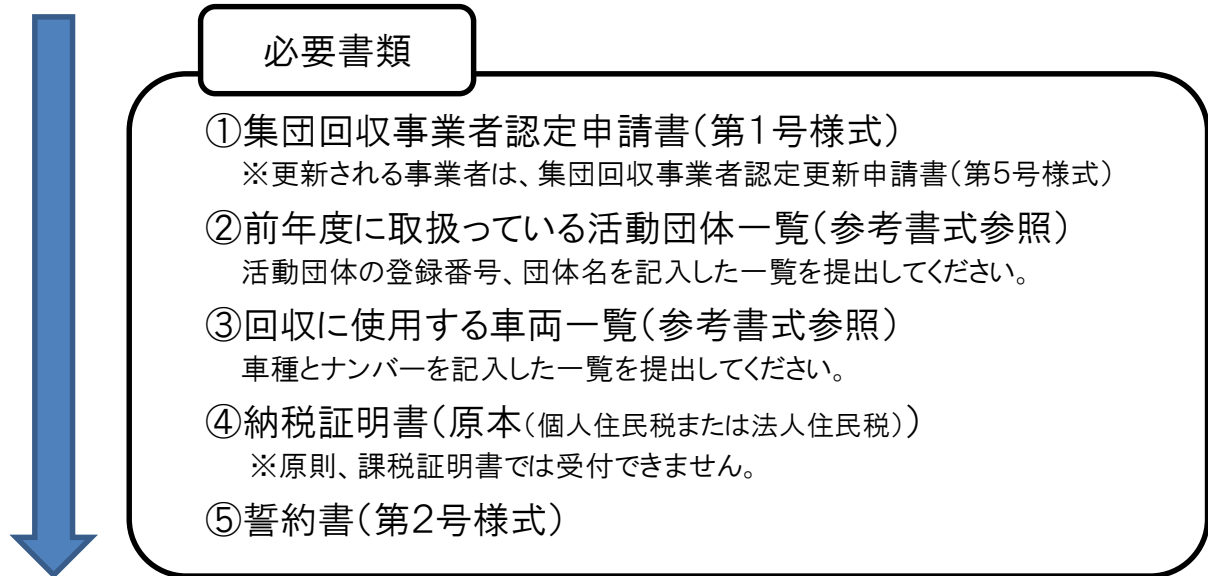 必要書類
①集団回収事業者認定申請書(第1号様式)
※更新される事業者は、集団回収事業者認定更新申請書(第5号様式)
②前年度に取扱っている活動団体一覧(参考書式参照)
活動団体の登録番号、団体名を記入した一覧を提出してください。
③回収に使用する車両一覧(参考書式参照)
車種とナンバーを記入した一覧を提出してください。
④納税証明書(原本(個人住民税または法人住民税))
※原則、課税証明書では受付できません。
⑤誓約書(第2号様式)